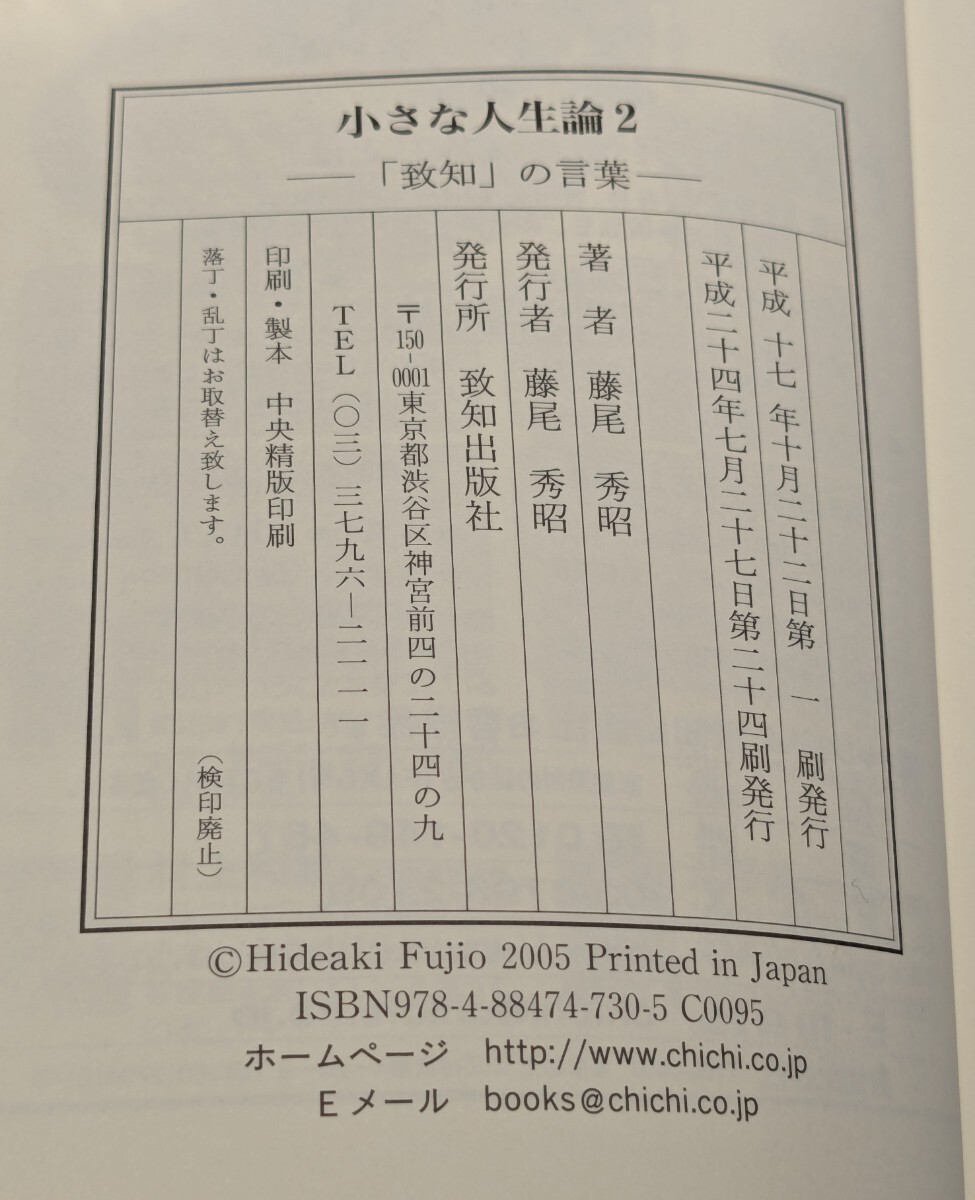 小さな人生論2
——「致知」の言葉——
平成 十七 年十月二十二日第 一 刷発行
平成二十四年七月二十七日第二十四刷発行
著 者 藤尾 秀昭
発行者 藤尾 秀昭
発行所 致知出版社
〒150-0001東京都渋谷区神宮前四の二十四の九
TEL(〇三)三七九六―二一一一
印刷・製本 中央精版印刷
落丁・乱丁はお取替え致します。 (検印廃止)
©Hideaki Fujio 2005 Printed in Japan
ISBN978-4-88474-730-5 C0095
ホームページ http://www.chichi.co.jp
Eメール books@chichi.co.jp